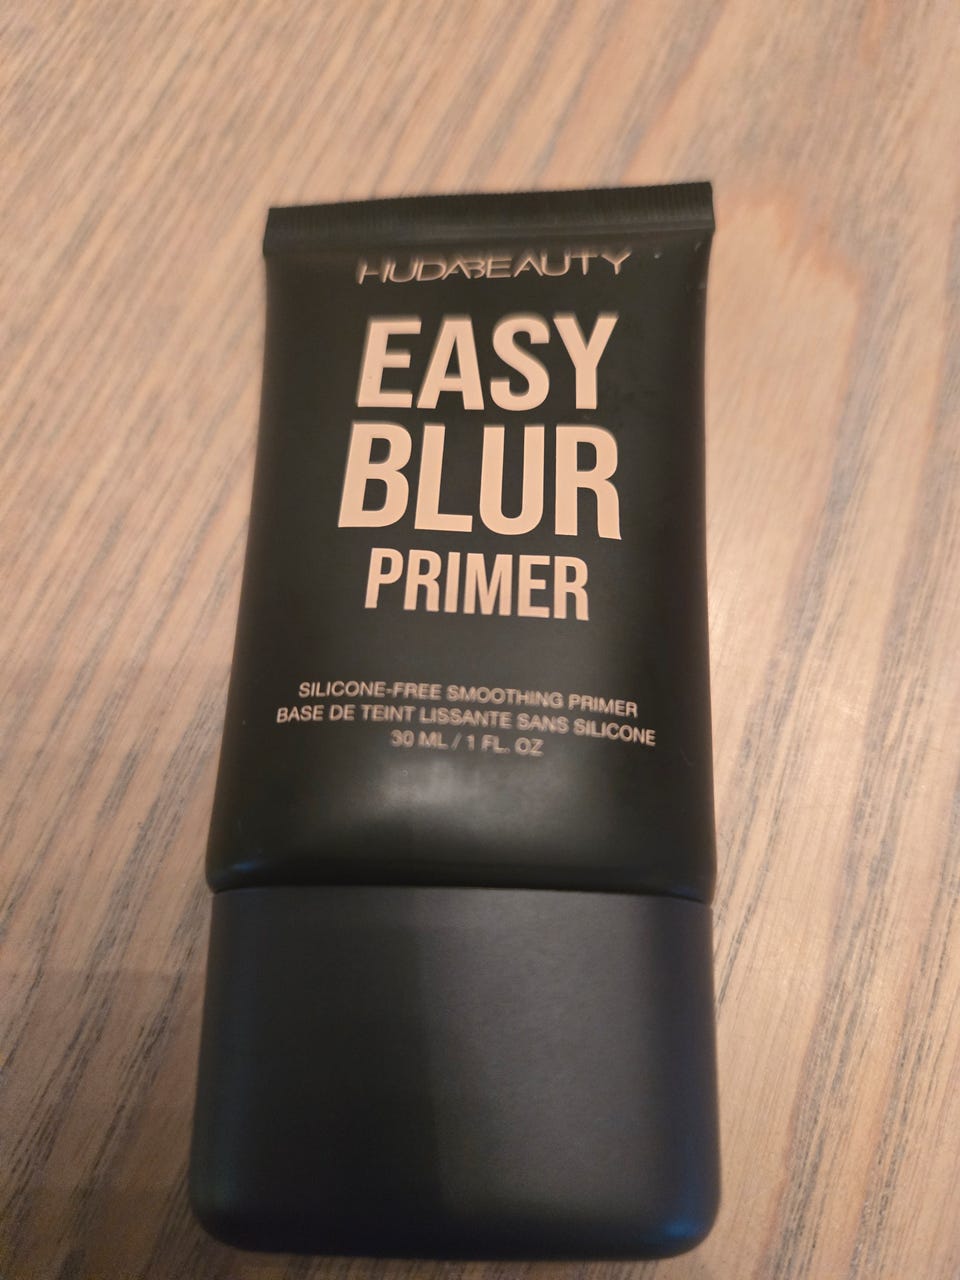 HUDABEAUTY
EASY
BLUR
PRIMER
SILICONE-FREE SMOOTHING PRIMER
BASE DE TEINT LISSANTE SANS SILICONE
30 ML / 1 FL. OZ